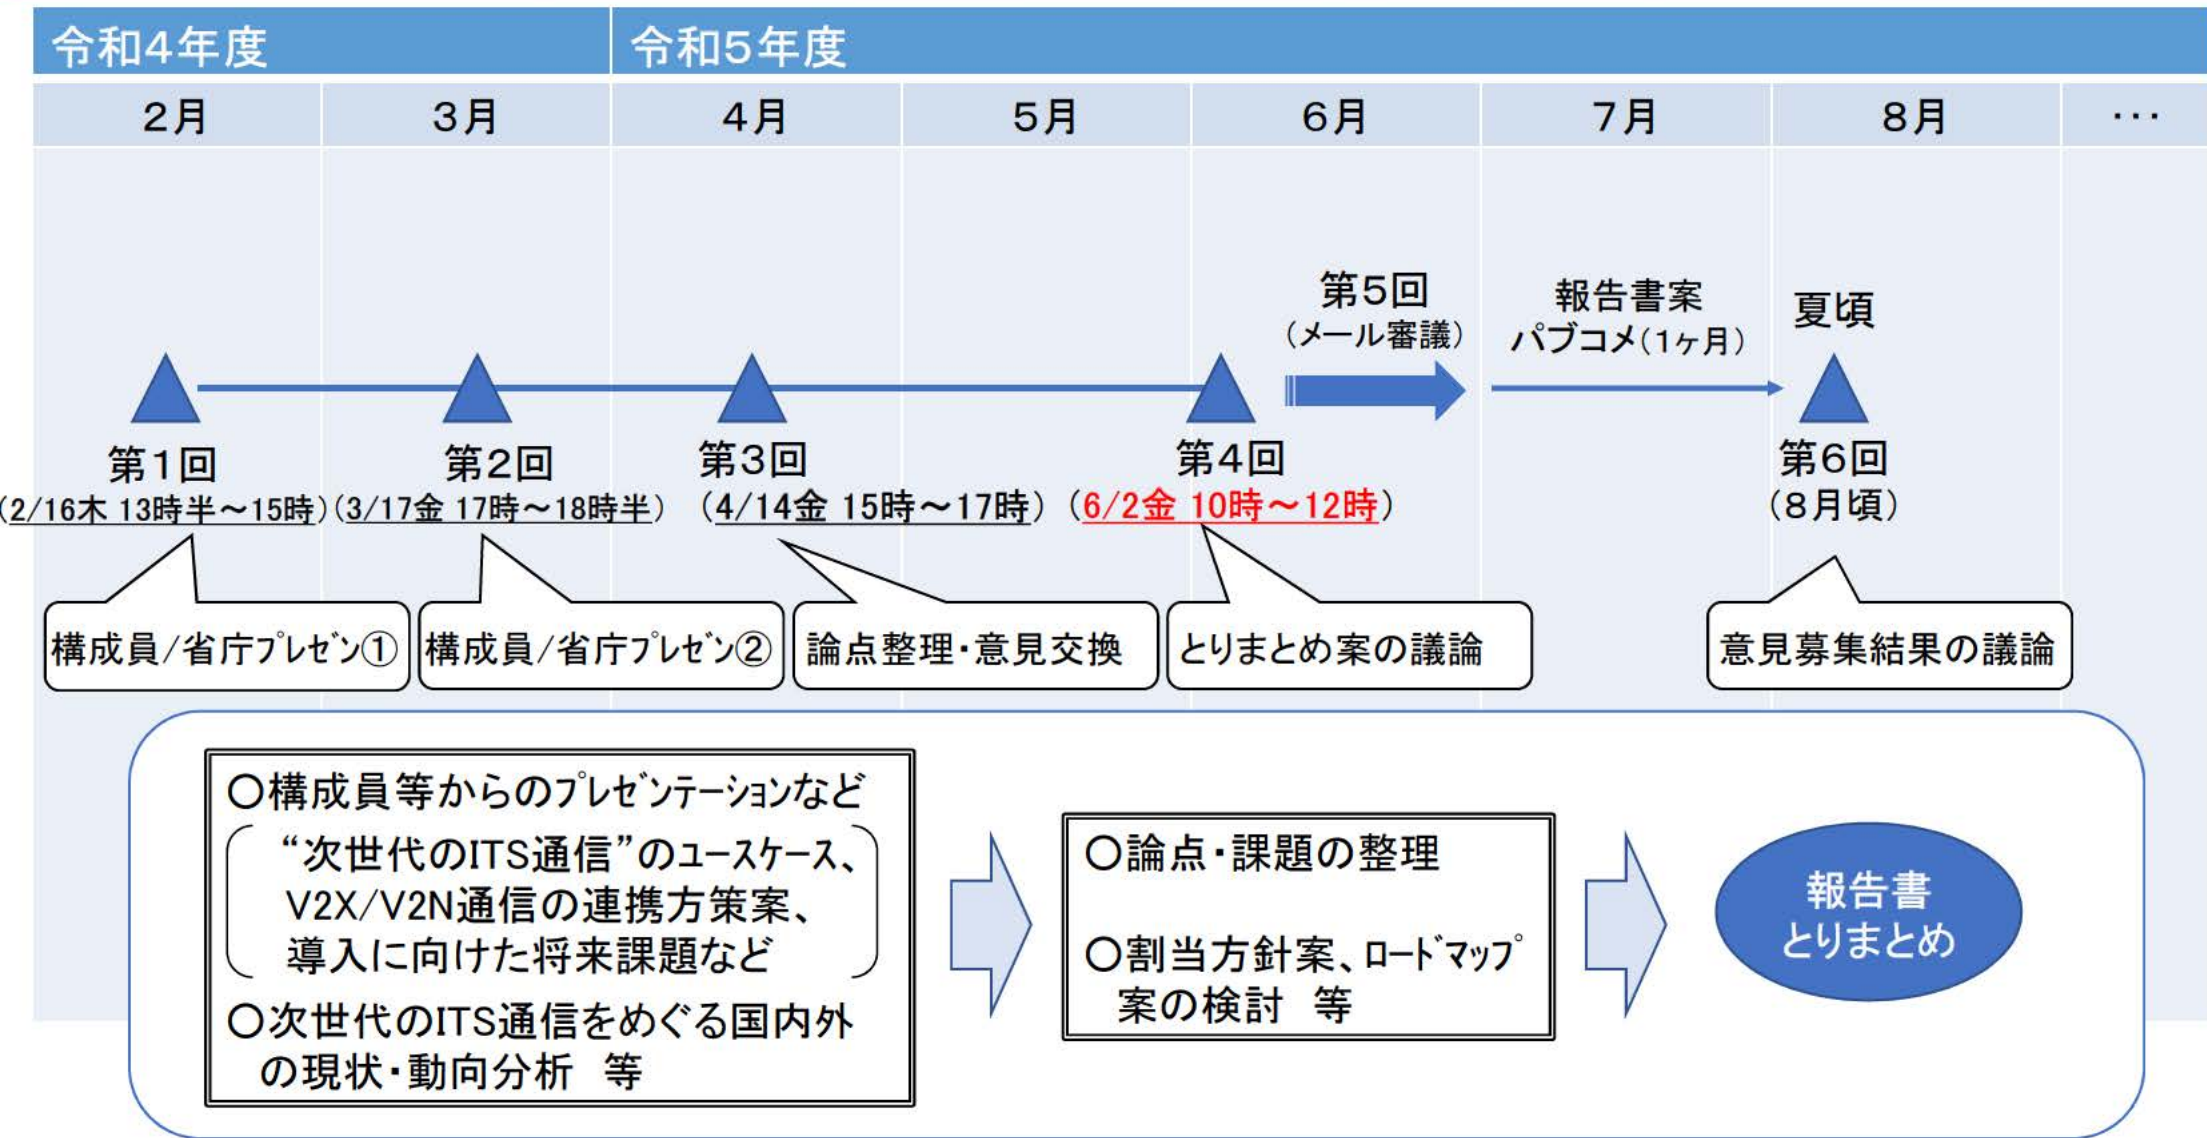 令和4年度
令和5年度
2月
3月
4月
5月
6月
7月
8月
･･･
第5回
（メール審議）
報告書案
パブコメ（1ヶ月）
夏頃
第1回
（2/16木 13時半～15時）
第2回
（3/17金 17時～18時半）
第3回
（4/14金 15時～17時）
第4回
（6/2金 10時～12時）
第6回
（8月頃）
構成員/省庁ﾌﾟﾚｾﾞﾝ①
構成員/省庁ﾌﾟﾚｾﾞﾝ②
論点整理・意見交換
とりまとめ案の議論
意見募集結果の議論
○構成員等からのﾌﾟﾚｾﾞﾝﾃｰｼｮﾝなど
“次世代のITS通信”のﾕｰｽｹｰｽ、
V2X/V2N通信の連携方策案、
導入に向けた将来課題など
○次世代のITS通信をめぐる国内外
の現状・動向分析　等
○論点・課題の整理
○割当方針案、ﾛｰﾄﾞﾏｯﾌﾟ
案の検討　等
報告書
とりまとめ